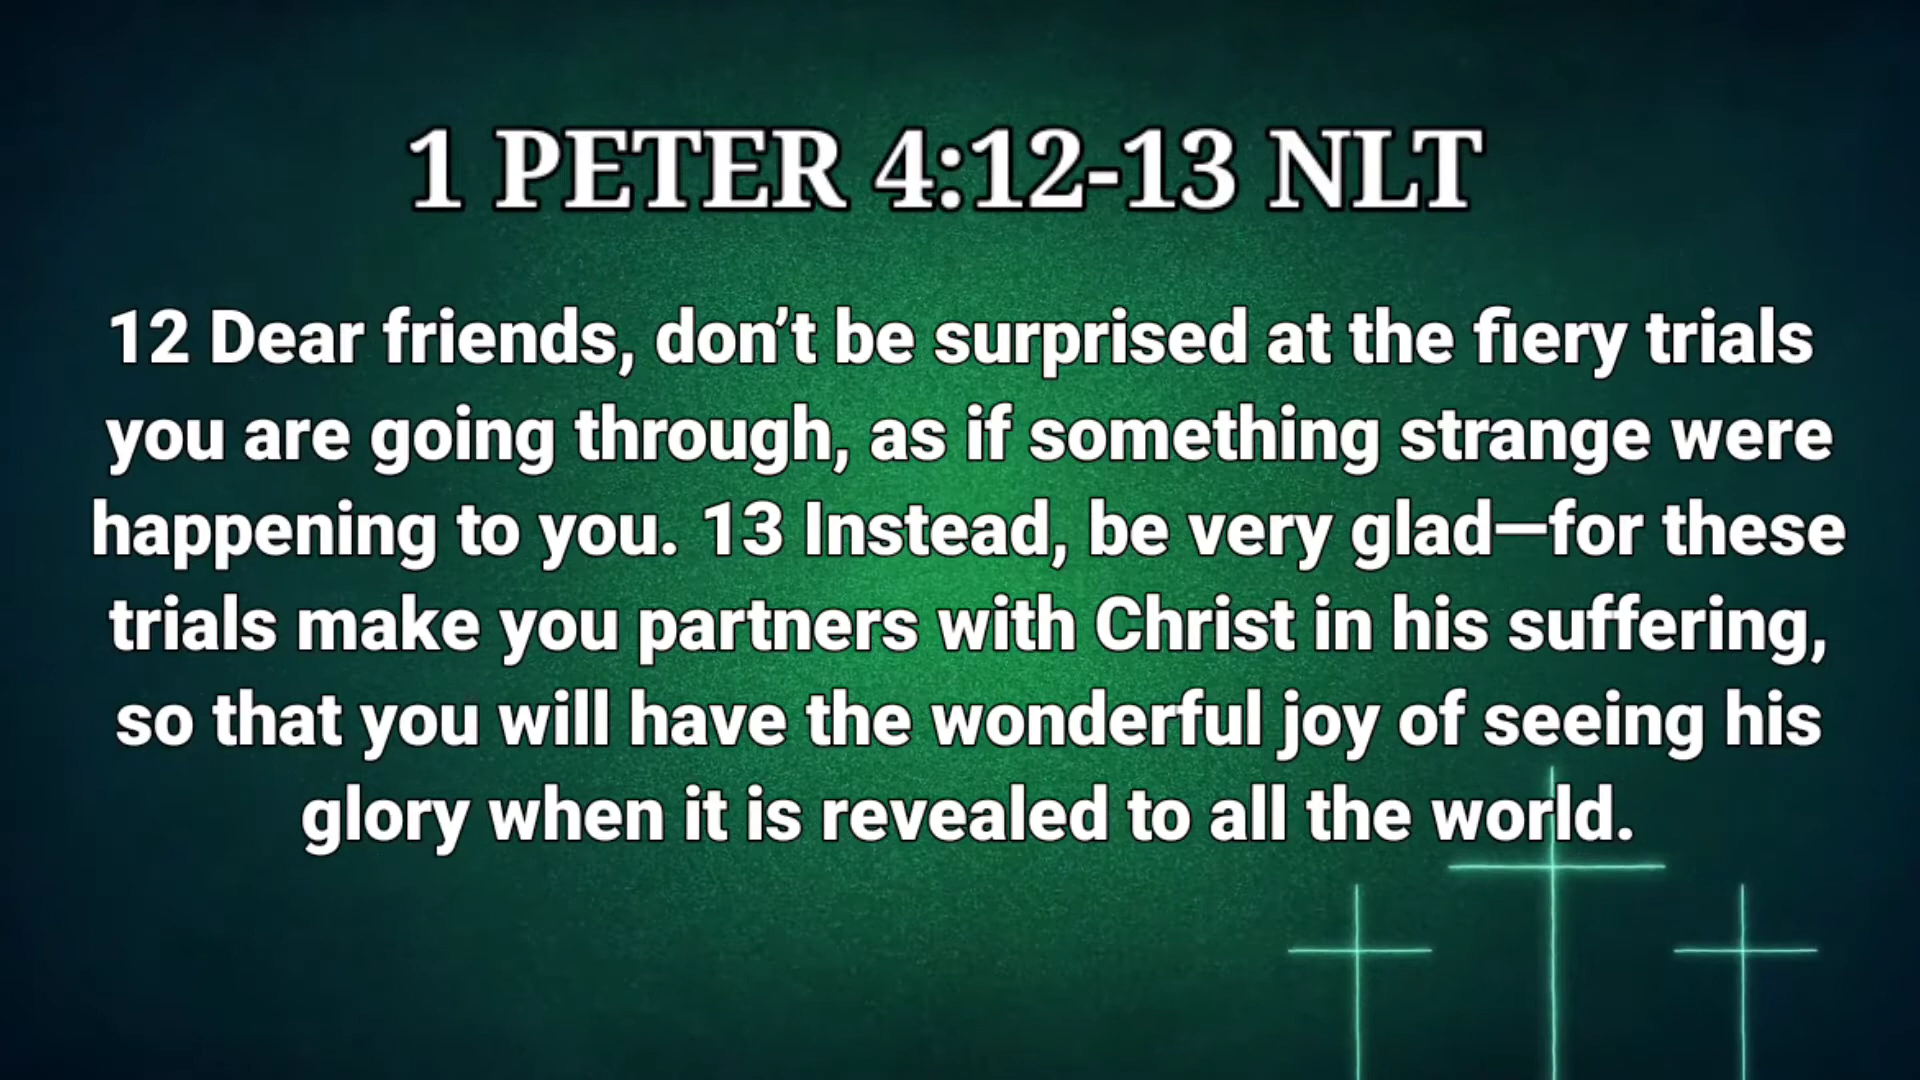 1 PETER 4:12-13 NLT
12 Dear friends, don’t be surprised at the fiery trials
you are going through, as if something strange were
happening to you. 13 Instead, be very glad—for these
trials make you partners with Christ in his suffering,
so that you will have the wonderful joy of seeing his
glory when it is revealed to all the world.